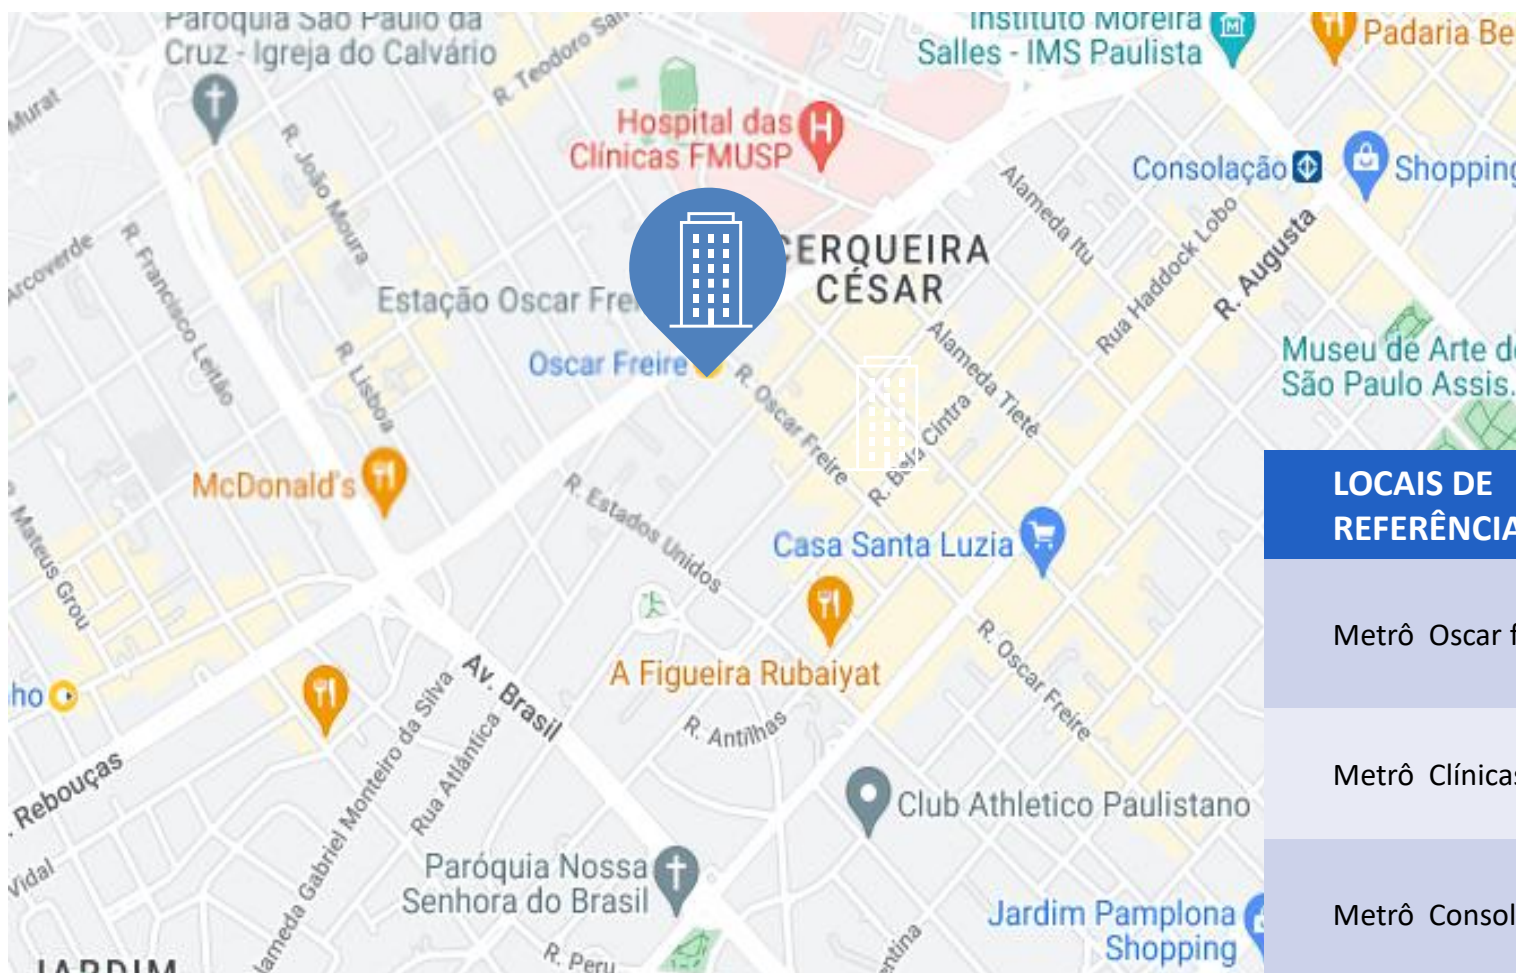 Paróquia São Paulo da
Cruz - Igreja do Calvário
R. Teodoro
Instituto Moreira
Salles - IMS Paulista
Padaria Be
Murat
R. João Moura
Hospital das
Clínicas FMUSP
Consolação
Shopping
Alameda Itu
Rua Haddock Lobo
R. Augusta
Arcoverde
R. Francisco Leitão
CERQUEIRA
CÉSAR
Estação Oscar Frei
Alameda Tietê
Museu de Arte d
São Paulo Assis.
R. Lisboa
Oscar Freire
R. Oscar Freire
R. Bela Cintra
McDonald's
R. Estados Unidos
Casa Santa Luzia
LOCAIS DE
REFERÊNCIA
Mateus Grou
A Figueira Rubaiyat
R. Oscar Freire
Metrô Oscar f
ho
Av. Brasil
R. Antilhas
Rebouças
Alameda Gabriel Monteiro da Silva
Rua Atlântica
Club Athletico Paulistano
Metrô Clínicas
Vidal
Paróquia Nossa
Senhora do Brasil
Jardim Pamplona
Shopping
Metrô Consol
R. Peru
entina
JARDIM